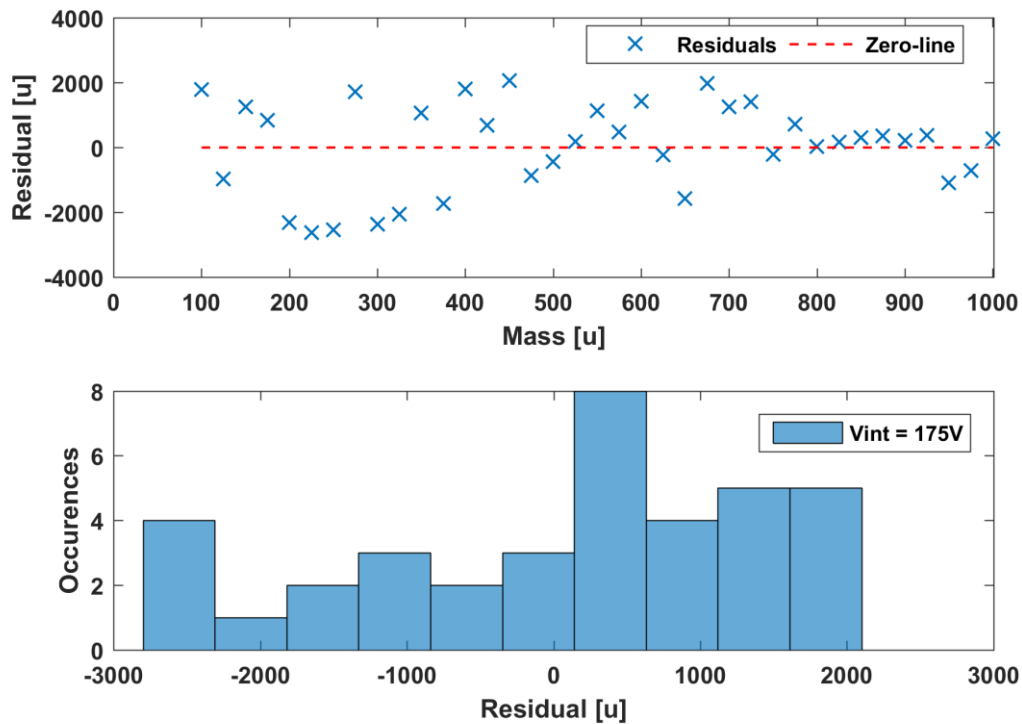 4000
2000
0
-2000
-4000
Residual [u]
Residuals Zero-line
0 100 200 300 400 500 600 700 800 900 1000
Mass [u]
8
6
4
2
0
Occurences
Vint = 175V
-3000 -2000 -1000 0 1000 2000 3000
Residual [u]